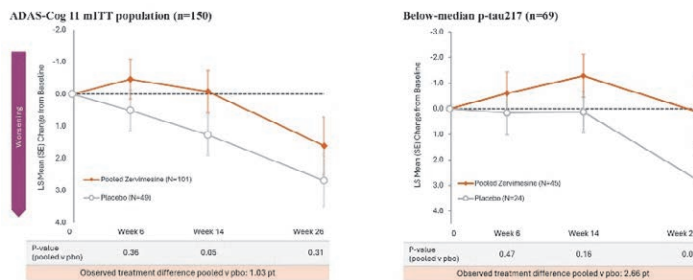 ADAS-Cog 11 mITT population (n=150)
-2.0
-1.0
0.0
1.0
2.0
3.0
4.0
Worsening
LS Mean (SE) Change from Baseline
Pooled Zervimesine (N=101)
Placebo (N=49)
0 Week 6 Week 14 Week 26
P-value
(pooled v pbo)
0.36 0.05 0.31
Observed treatment difference pooled v pbo: 1.03 pt
Below-median p-tau217 (n=69)
-3.0
-2.0
-1.0
0.0
1.0
2.0
3.0
4.0
LS Mean (SE) Change from Baseline
Pooled Zervimesine (N=45)
Placebo (N=24)
0 Week 6 Week 14
P-value
(pooled v pbo)
0.47 0.16
Observed treatment difference pooled v pbo: 2.66 pt